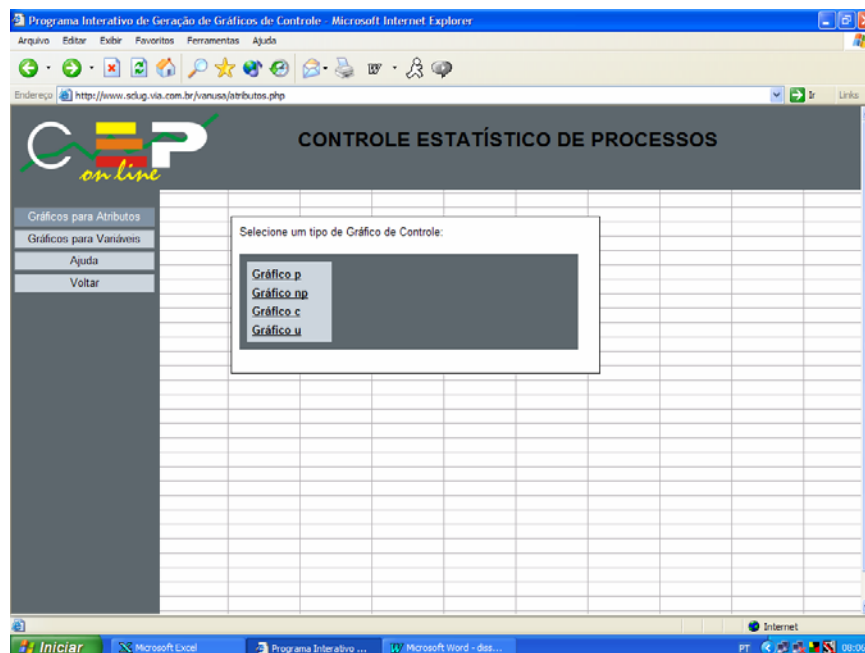 Programa Interativo de Geração de Gráficos de Controle - Microsoft Internet Explorer
Arquivo Editar Exibir Favoritos Ferramentas Ajuda
Endereço http://www.sclug.via.com.br/vanusa/atributos.php Ir Links
CEP
on line
CONTROLE ESTATÍSTICO DE PROCESSOS
Gráficos para Atributos
Gráficos para Variáveis
Ajuda
Voltar
Selecione um tipo de Gráfico de Controle:
Gráfico p
Gráfico np
Gráfico c
Gráfico u
Internet
Iniciar Microsoft Excel Programa Interativo ... Microsoft Word - diss... PT